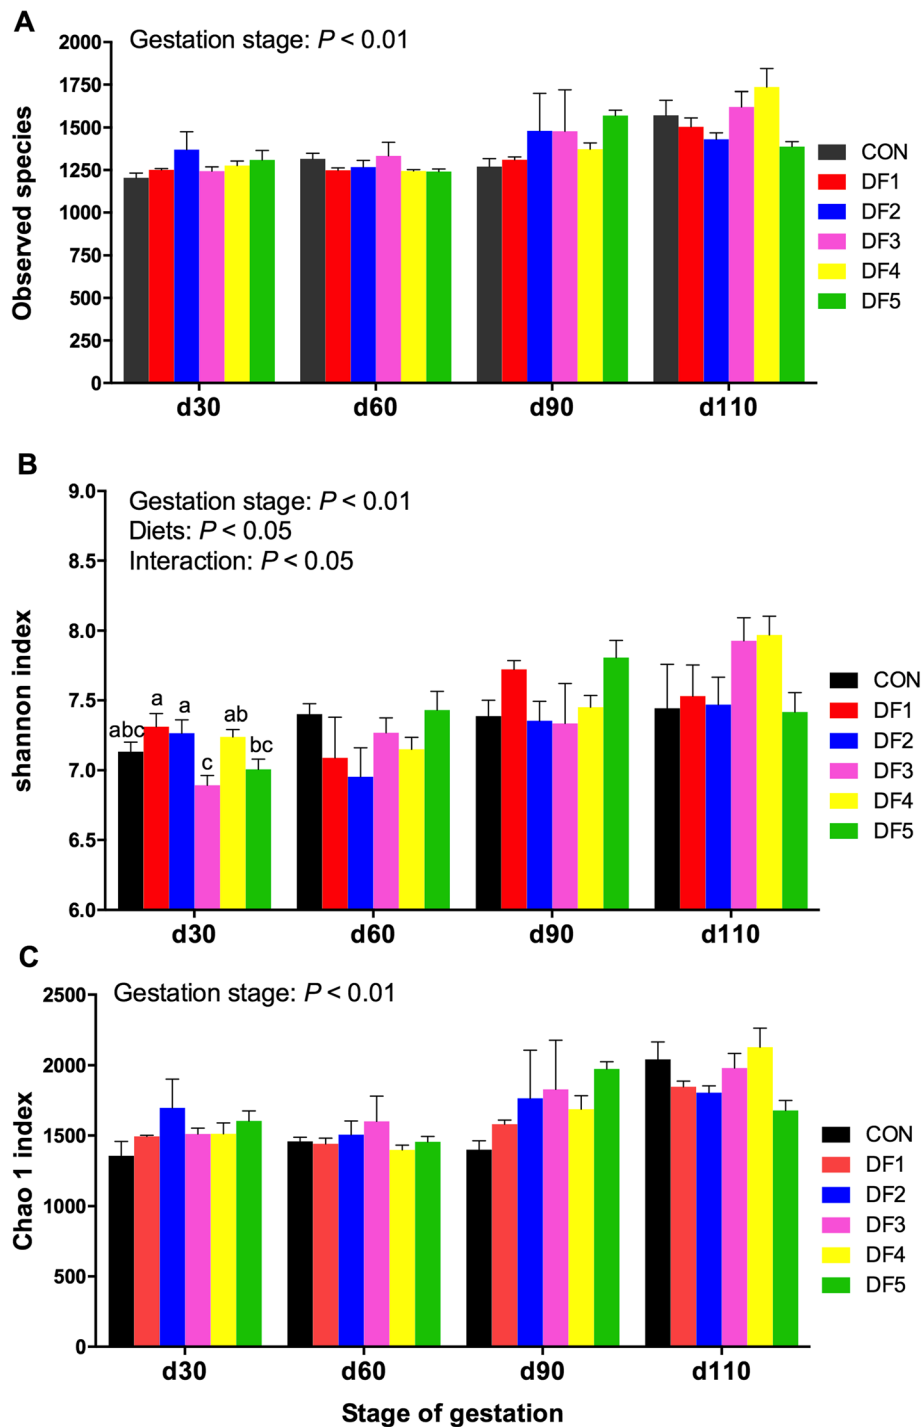 A
Gestation stage: P < 0.01
Observed species
2000
1750
1500
1250
1000
750
500
250
0
d30 d60 d90 d110
CON
DF1
DF2
DF3
DF4
DF5
B
Gestation stage: P < 0.01
Diets: P < 0.05
Interaction: P < 0.05
shannon index
9.0
8.5
8.0
7.5
7.0
6.5
6.0
abc a a c ab bc
d30 d60 d90 d110
CON
DF1
DF2
DF3
DF4
DF5
C
Gestation stage: P < 0.01
Chao 1 index
2500
2000
1500
1000
500
0
d30 d60 d90 d110
CON
DF1
DF2
DF3
DF4
DF5
Stage of gestation